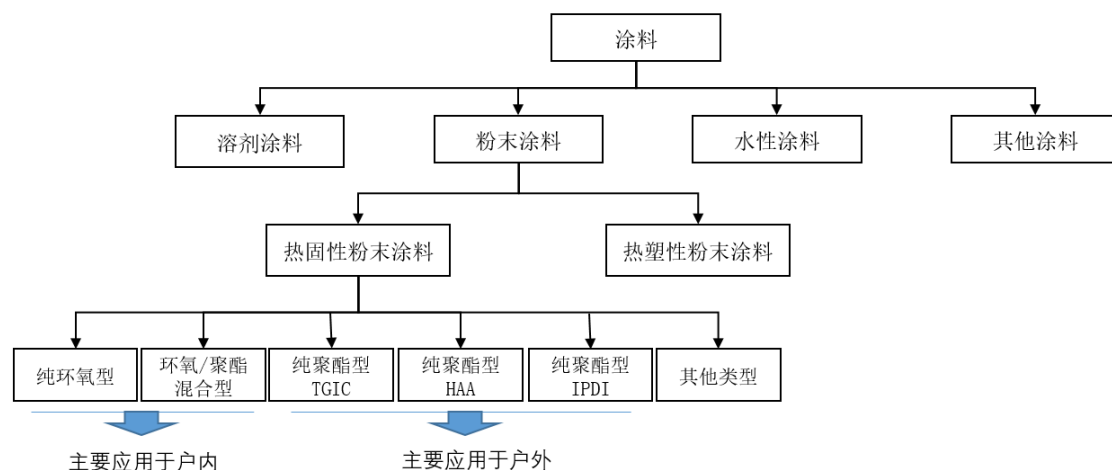 涂料
溶剂涂料
粉末涂料
水性涂料
其他涂料
热固性粉末涂料
热塑性粉末涂料
纯环氧型
环氧/聚酯
混合型
纯聚酯型
TGIC
纯聚酯型
HAA
纯聚酯型
IPDI
其他类型
主要应用于户内
主要应用于户外